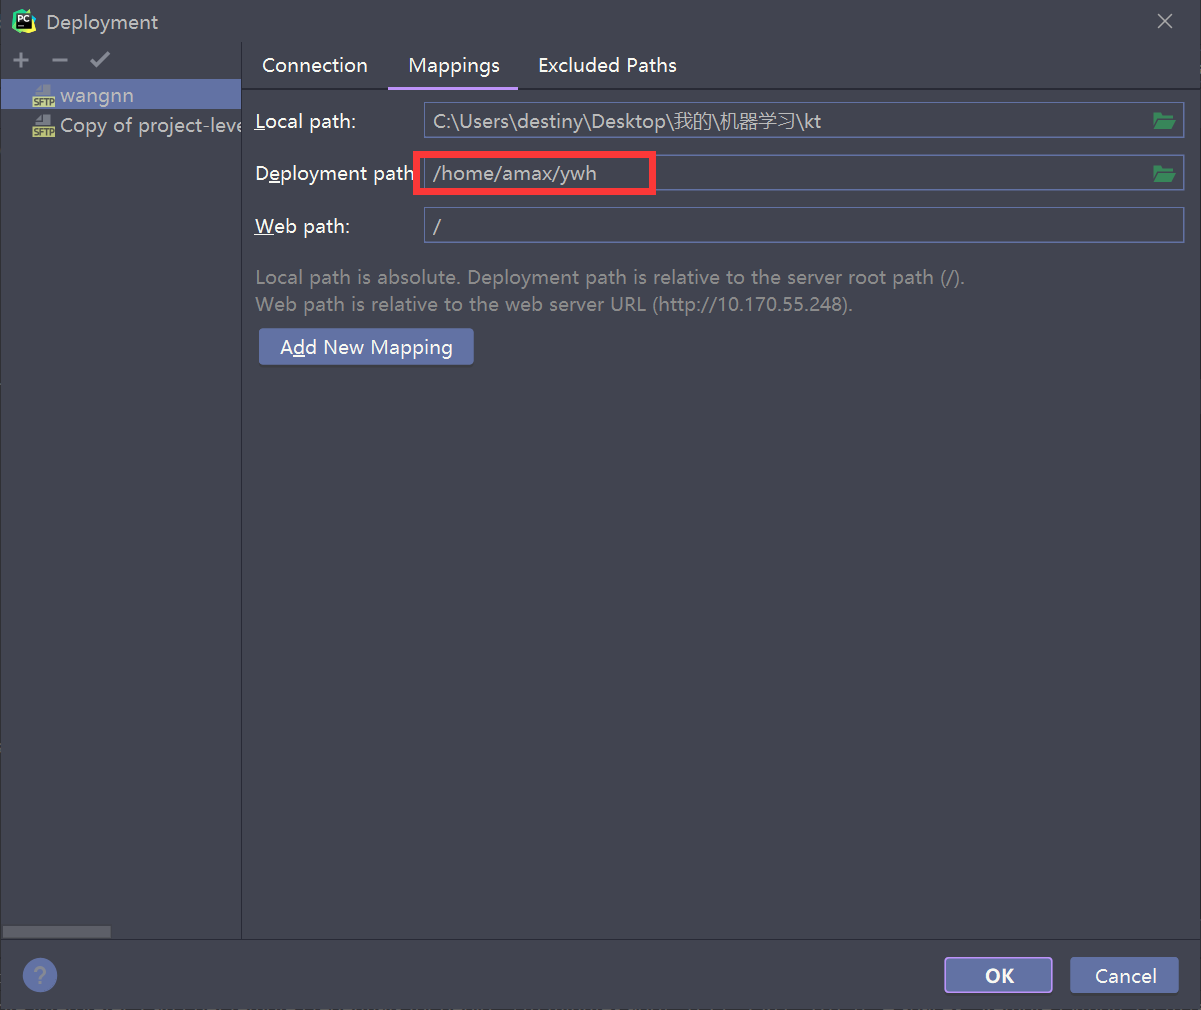 Deployment
wangnn
Copy of project-leve
Connection Mappings Excluded Paths
Local path: C:\Users\destiny\Desktop\我的\机器学习\kt
Deployment path /home/amax/ywh
Web path: /
Local path is absolute. Deployment path is relative to the server root path (/).
Web path is relative to the web server URL (http://10.170.55.248).
Add New Mapping
? OK Cancel